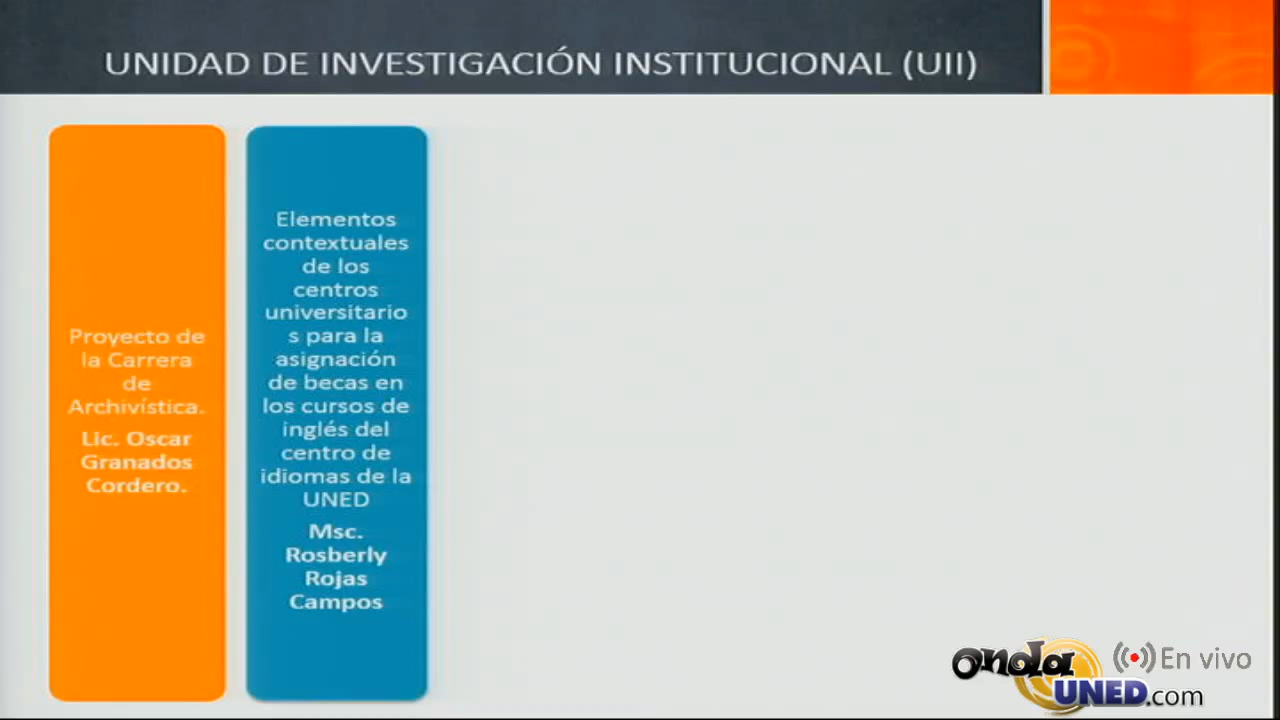 UNIDAD DE INVESTIGACIÓN INSTITUCIONAL (UII)
Proyecto de
la Carrera
de
Archivística.
Lic. Oscar
Granados
Cordero.
Elementos
contextuales
de los
centros
universitario
s para la
asignación
de becas en
los cursos de
inglés del
centro de
idiomas de la
UNED
Msc.
Rosberly
Rojas
Campos
onda
UNED.com
En vivo